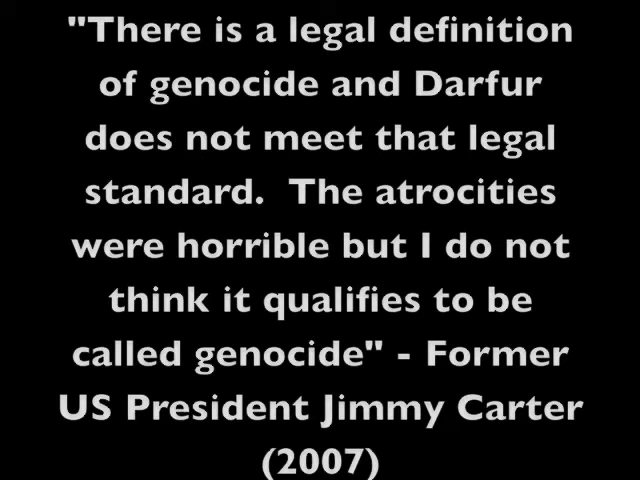 "There is a legal definition
of genocide and Darfur
does not meet that legal
standard.  The atrocities
were horrible but I do not
think it qualifies to be
called genocide" - Former
US President Jimmy Carter
(2007)